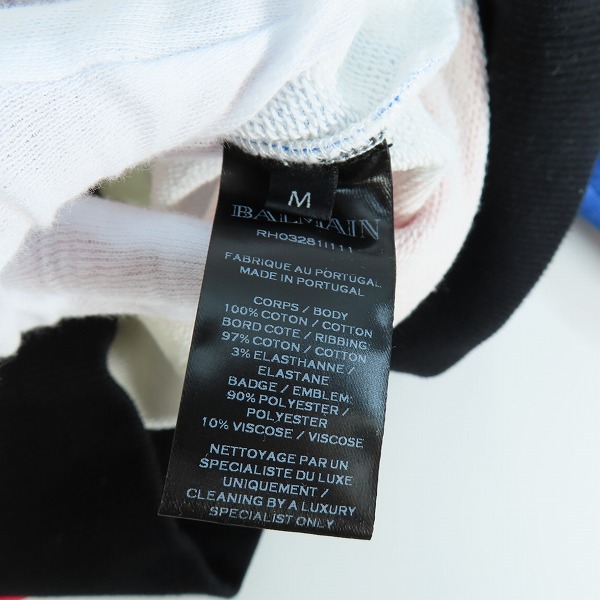 M
BALMAIN
RH032811111
FABRIQUE AU PORTUGAL
MADE IN PORTUGAL
CORPS / BODY
100% COTON / COTTON
BORD COTE / RIBBING:
97% COTON / COTTON
3% ELASTHANNE /
ELASTANE
BADGE / EMBLEM:
90% POLYESTER /
POLYESTER
10% VISCOSE / VISCOSE
NETTOYAGE PAR UN
SPECIALISTE DU LUXE
UNIQUEMENT /
CLEANING BY A LUXURY
SPECIALIST ONLY